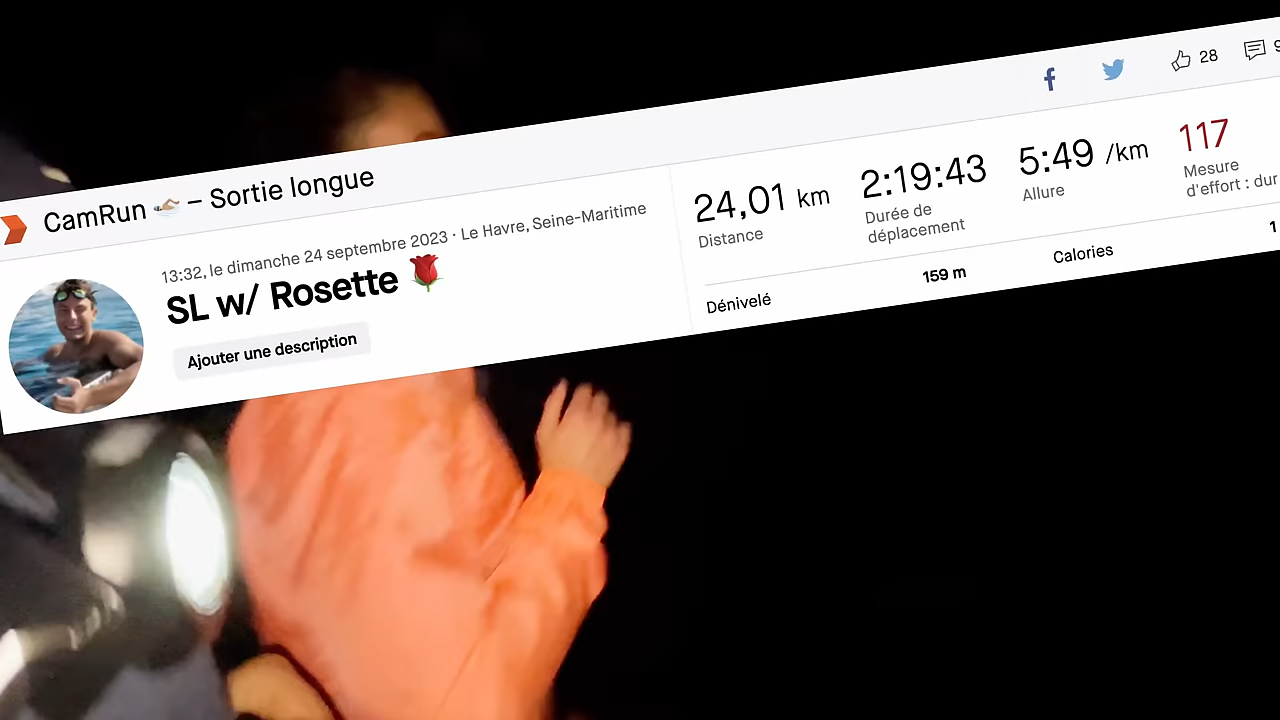 CamRun 🏊🏼 – Sortie longue
28
9
13:32, le dimanche 24 septembre 2023 · Le Havre, Seine-Maritime
SL w/ Rosette 🌹
Ajouter une description
24,01 km
Distance
2:19:43
Durée de
déplacement
5:49 /km
Allure
117
Mesure
d'effort : dur
Dénivelé
159 m
Calories
1